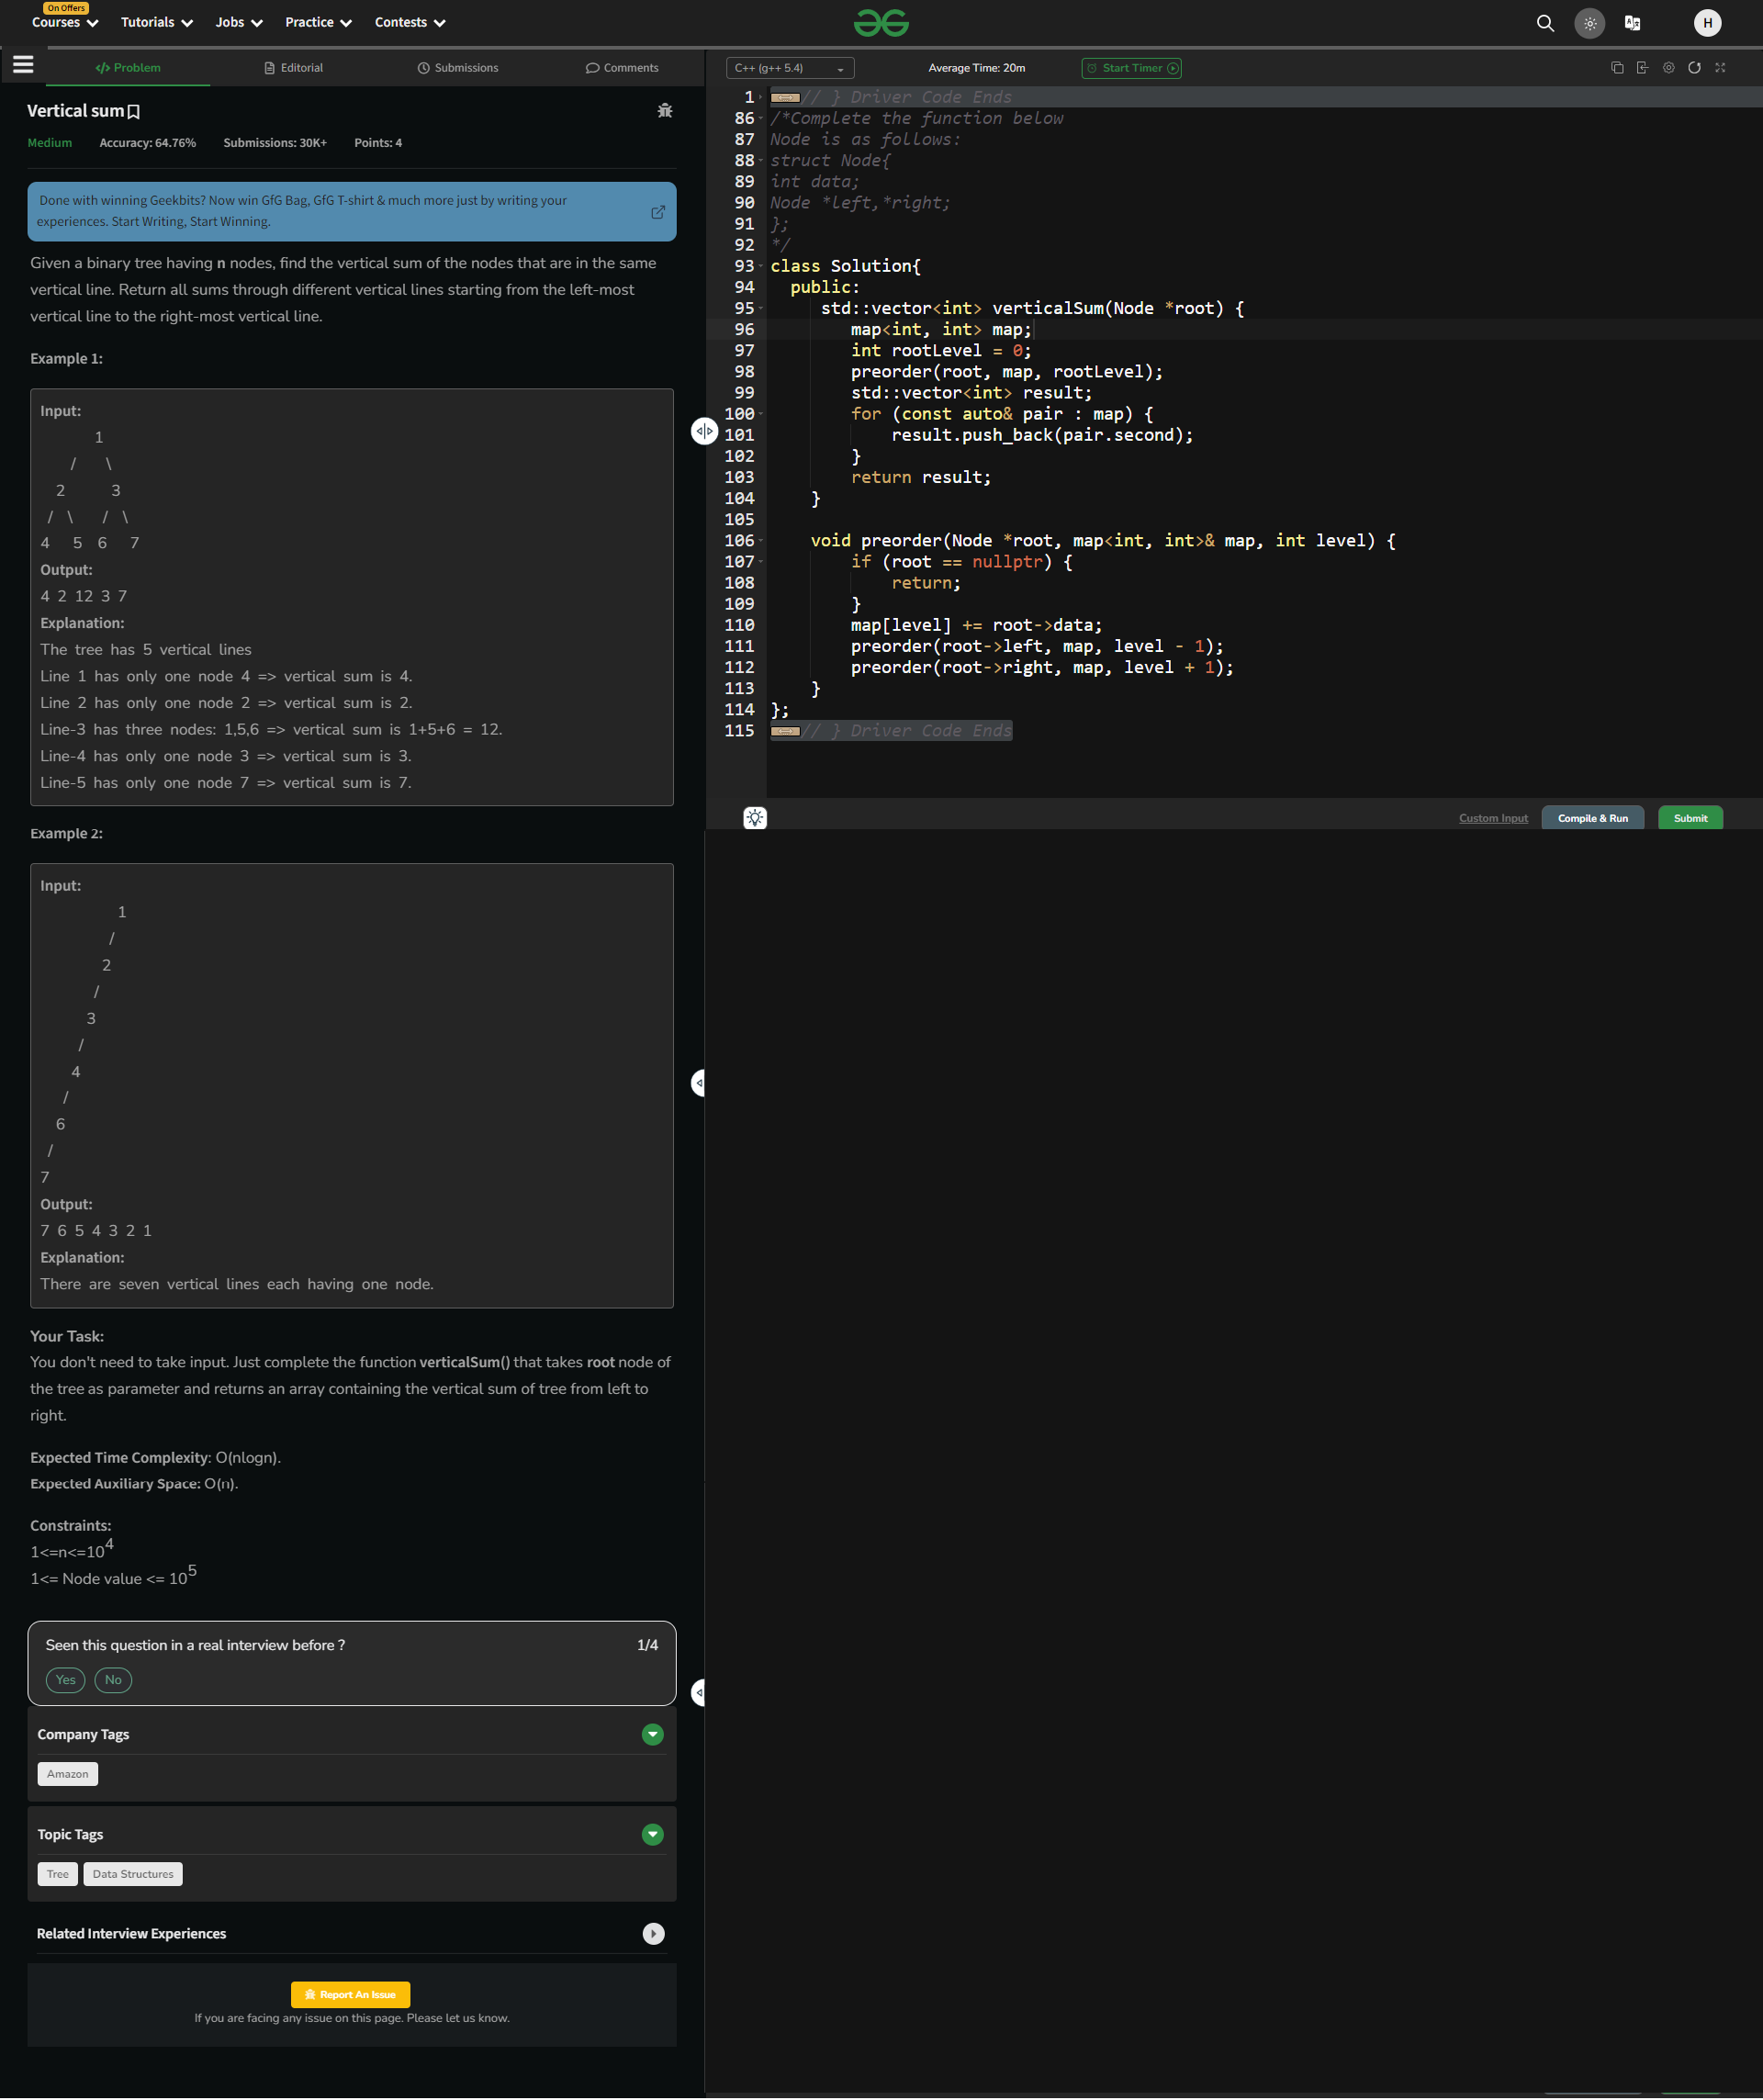 On Offers
Courses Tutorials Jobs Practice Contests
H
</> Problem Editorial Submissions Comments
Vertical sum
Medium Accuracy: 64.76% Submissions: 30K+ Points: 4
Done with winning Geekbits? Now win GfG Bag, GfG T-shirt & much more just by writing your
experiences. Start Writing, Start Winning.
Given a binary tree having n nodes, find the vertical sum of the nodes that are in the same
vertical line. Return all sums through different vertical lines starting from the left-most
vertical line to the right-most vertical line.
Example 1:
Input:
1
/ \
2 3
/ \ / \
4 5 6 7
Output:
4 2 12 3 7
Explanation:
The tree has 5 vertical lines
Line 1 has only one node 4 => vertical sum is 4.
Line 2 has only one node 2 => vertical sum is 2.
Line-3 has three nodes: 1,5,6 => vertical sum is 1+5+6 = 12.
Line-4 has only one node 3 => vertical sum is 3.
Line-5 has only one node 7 => vertical sum is 7.
Example 2:
Input:
1
/
2
/
3
/
4
/
6
/
7
Output:
7 6 5 4 3 2 1
Explanation:
There are seven vertical lines each having one node.
Your Task:
You don't need to take input. Just complete the function verticalSum() that takes root node of
the tree as parameter and returns an array containing the vertical sum of tree from left to
right.
Expected Time Complexity: O(nlogn).
Expected Auxiliary Space: O(n).
Constraints:
1<=n<=10^4
1<= Node value <= 10^5
Seen this question in a real interview before ? 1/4
Yes No
Company Tags
Amazon
Topic Tags
Tree Data Structures
Related Interview Experiences
Report An Issue
If you are facing any issue on this page. Please let us know.
C++ (g++ 5.4) Average Time: 20m Start Timer
1 // } Driver Code Ends
86 /*Complete the function below
87 Node is as follows:
88 struct Node{
89 int data;
90 Node *left,*right;
91 };
92 */
93 class Solution{
94 public:
95 std::vector<int> verticalSum(Node *root) {
96 map<int, int> map;
97 int rootLevel = 0;
98 preorder(root, map, rootLevel);
99 std::vector<int> result;
100 for (const auto& pair : map) {
101 result.push_back(pair.second);
102 }
103 return result;
104 }
105
106 void preorder(Node *root, map<int, int>& map, int level) {
107 if (root == nullptr) {
108 return;
109 }
110 map[level] += root->data;
111 preorder(root->left, map, level - 1);
112 preorder(root->right, map, level + 1);
113 }
114 };
115 // } Driver Code Ends
Custom Input Compile & Run Submit